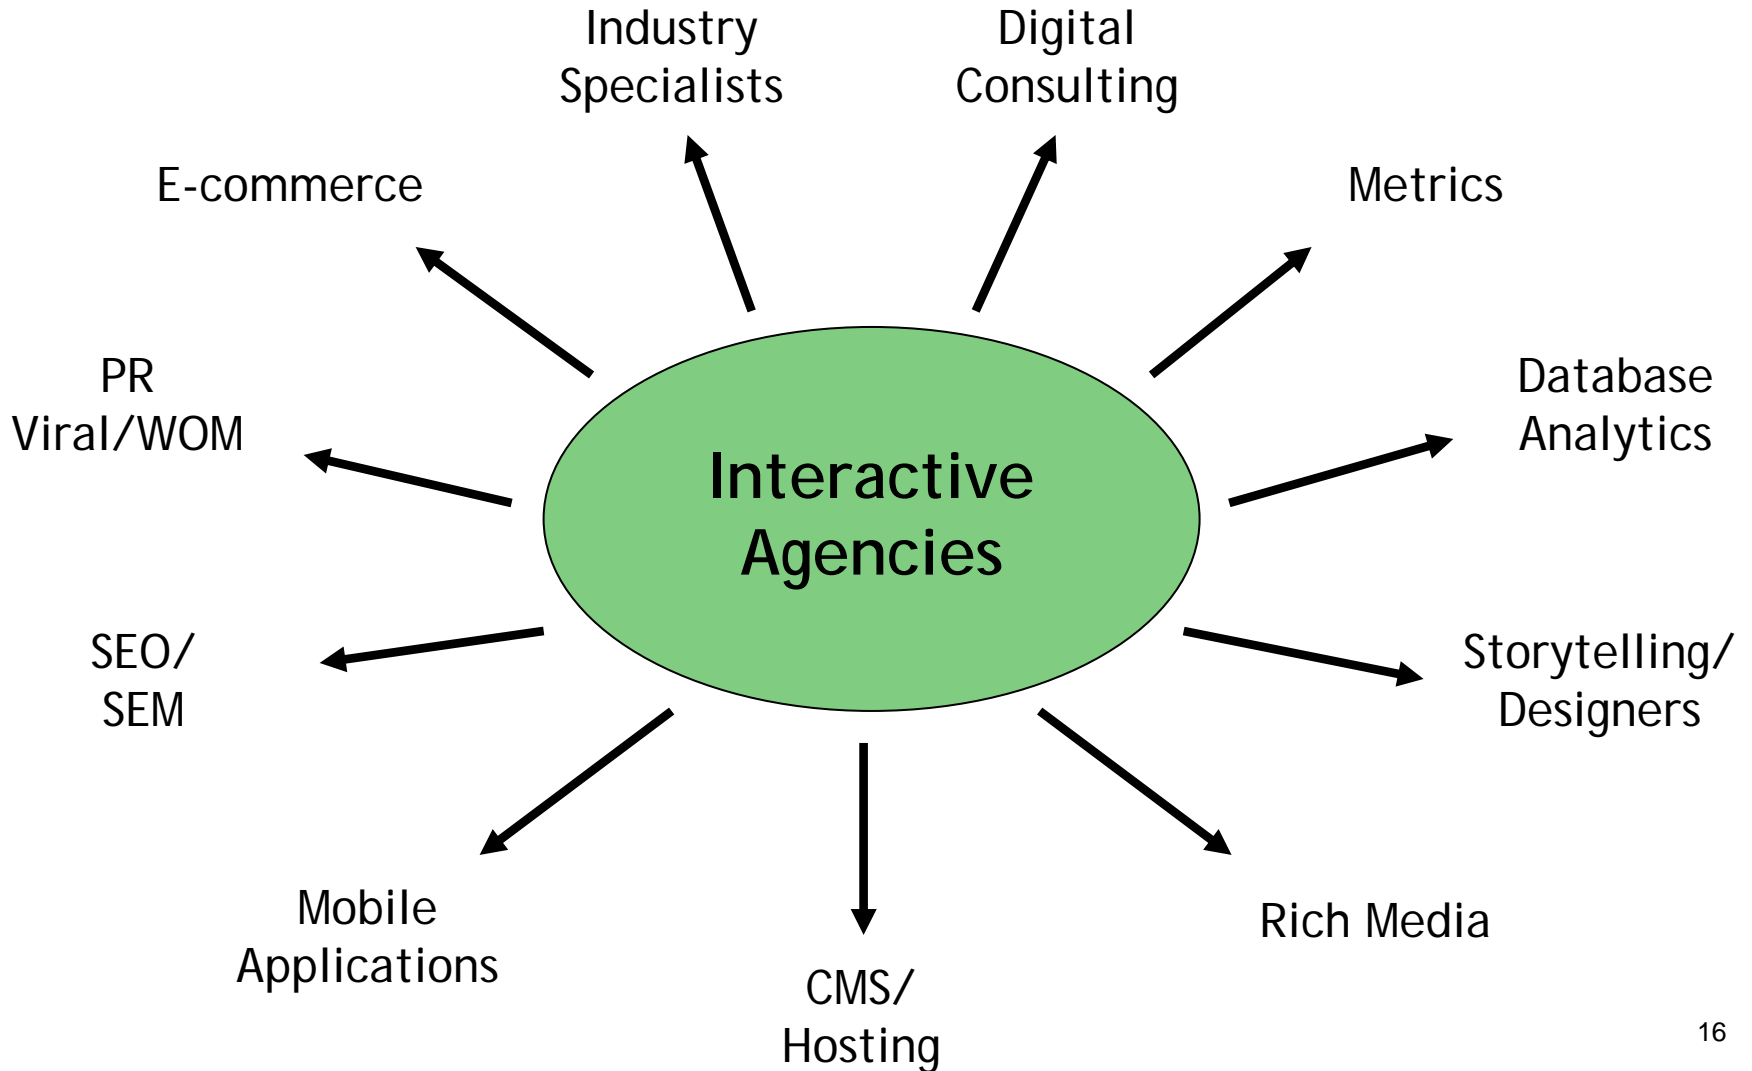 Industry
Specialists
Digital
Consulting
E-commerce
Metrics
PR
Viral/WOM
Database
Analytics
Interactive
Agencies
SEO/
SEM
Storytelling/
Designers
Mobile
Applications
Rich Media
CMS/
Hosting
16